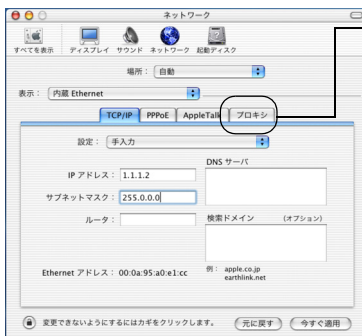 ネットワーク
すべてを表示 ディスプレイ サウンド ネットワーク 起動ディスク
場所： 自動
表示： 内蔵 Ethernet
TCP/IP PPPoE AppleTalk プロキシ
設定： 手入力
DNS サーバ
IP アドレス： 1.1.1.2
サブネットマスク： 255.0.0.0
ルータ：
検索ドメイン （オプション）
Ethernet アドレス： 00:0a:95:a0:e1:cc
例： apple.co.jp
earthlink.net
変更できないようにするにはカギをクリックします。 元に戻す 今すぐ適用